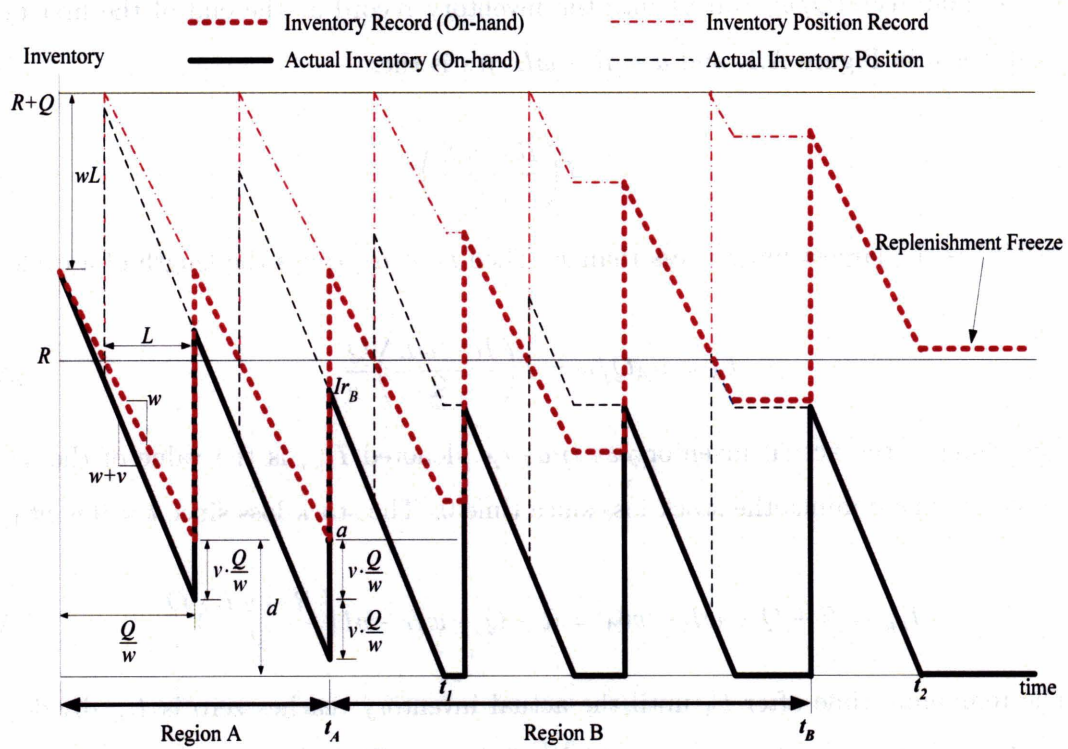 Inventory Record (On-hand)
Inventory Position Record
Actual Inventory (On-hand)
Actual Inventory Position
Inventory
R+Q
wL
Replenishment Freeze
L
R
Ir_B
w
w+v
a
v·Q/w
v·Q/w
d
v·Q/w
Q/w
t_1
t_2
time
Region A
t_A
Region B
t_B